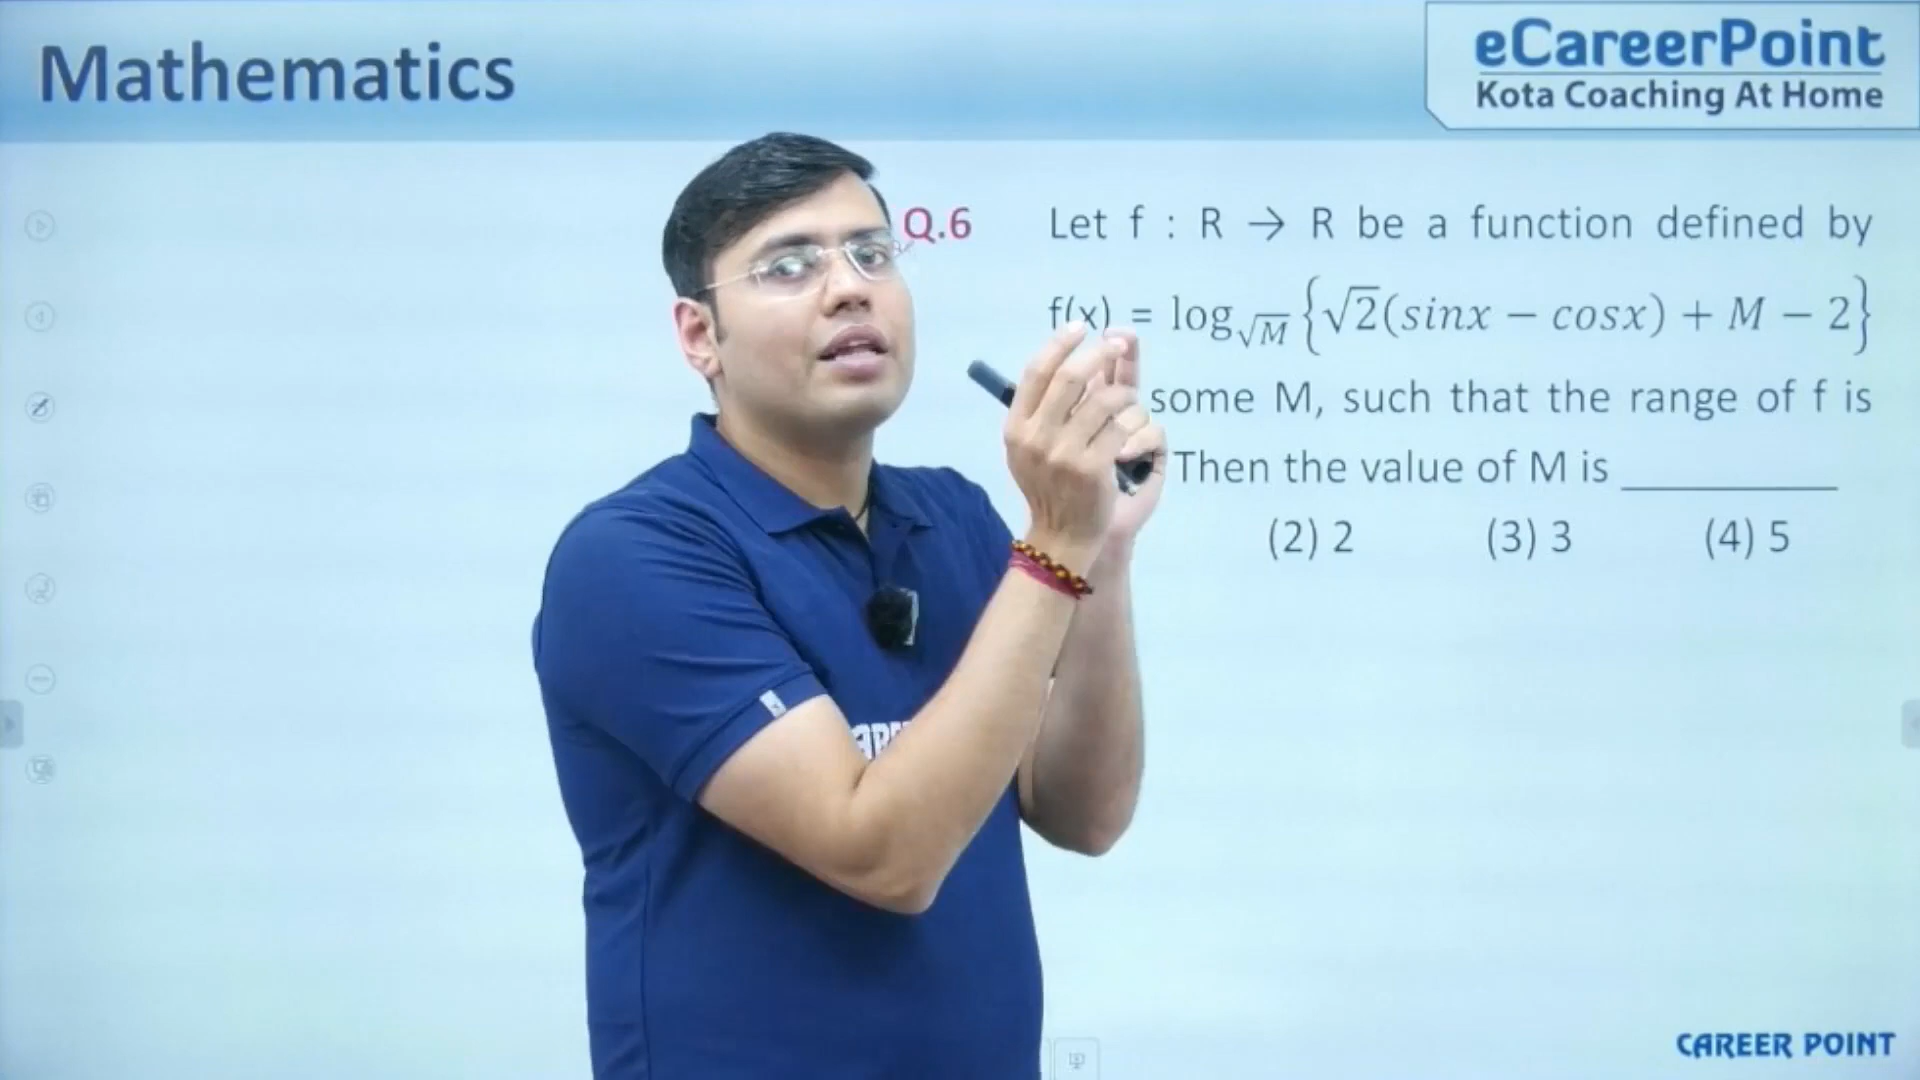 Mathematics
eCareerPoint
Kota Coaching At Home
Q.6 Let f : R → R be a function defined by
f(x) = log_√M {√2(sinx − cosx) + M − 2}
some M, such that the range of f is
Then the value of M is ________
(2) 2 (3) 3 (4) 5
CAREER POINT